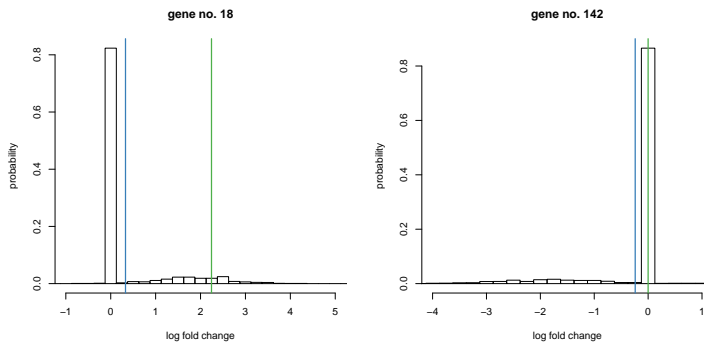 gene no. 18
probability
0.8
0.6
0.4
0.2
0.0
−1 0 1 2 3 4 5
log fold change
gene no. 142
probability
0.8
0.6
0.4
0.2
0.0
−4 −3 −2 −1 0 1
log fold change